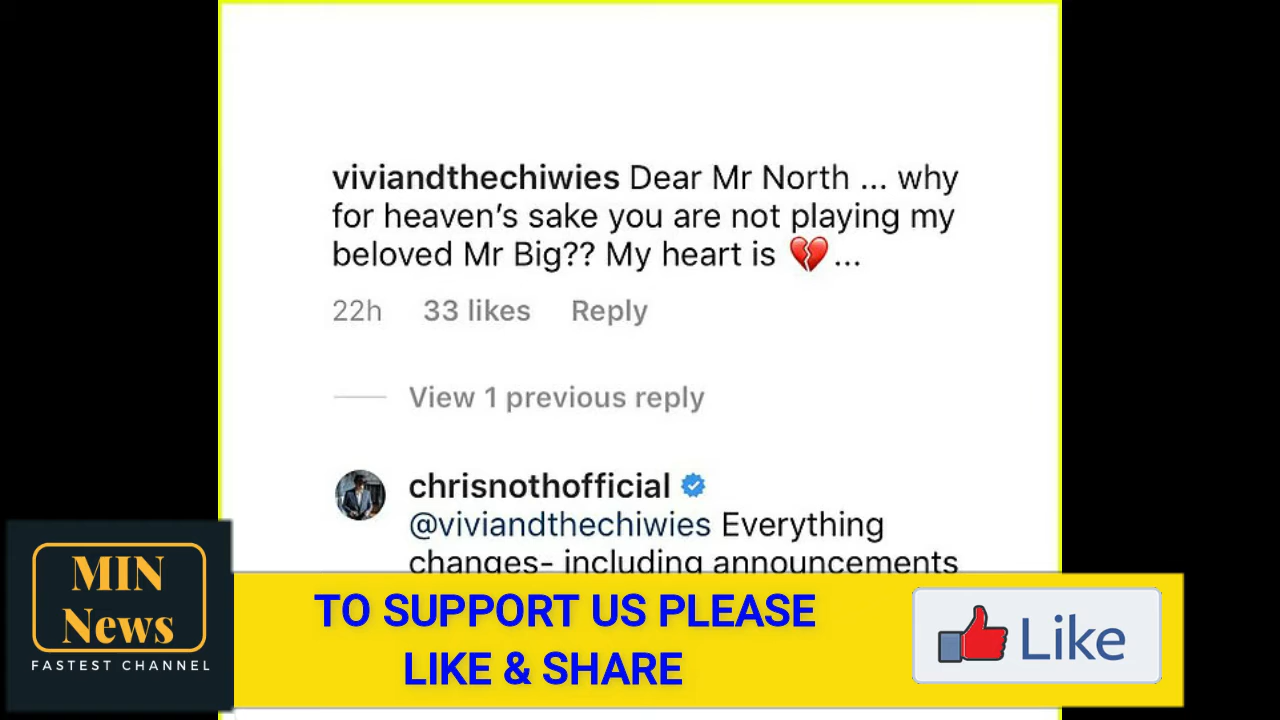 viviandthechiwies Dear Mr North ... why
for heaven's sake you are not playing my
beloved Mr Big?? My heart is 💔...
22h 33 likes Reply
View 1 previous reply
chrisnothofficial
@viviandthechiwies Everything
changes- including announcements
MIN
News
FASTEST CHANNEL
TO SUPPORT US PLEASE
LIKE & SHARE
Like